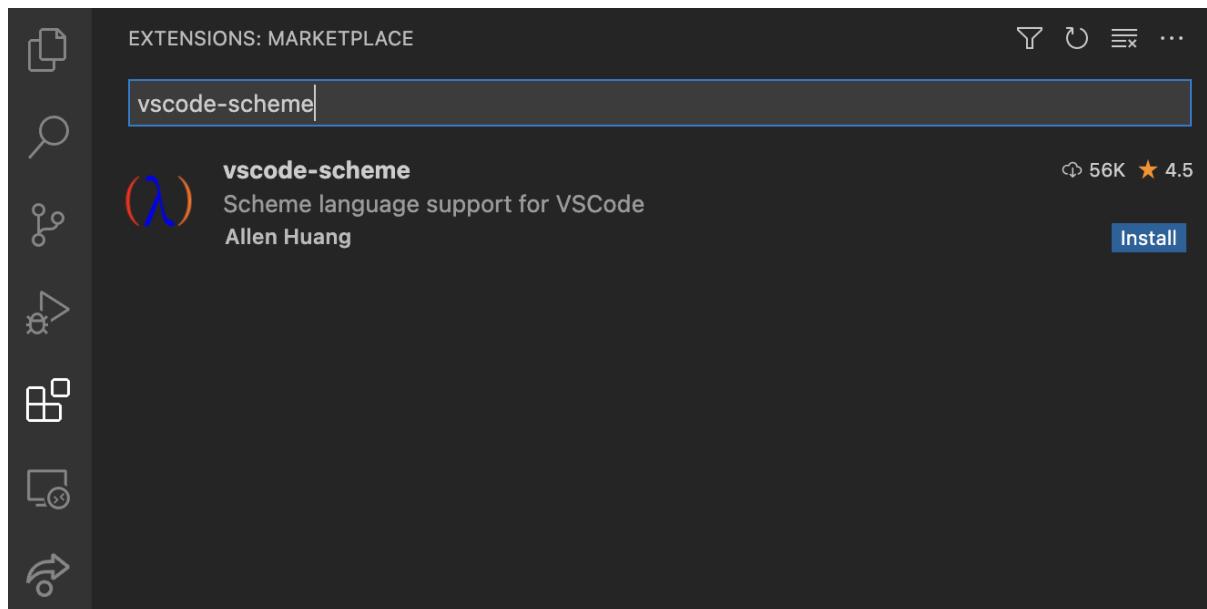 EXTENSIONS: MARKETPLACE
vscode-scheme
vscode-scheme 56K ★ 4.5
(λ)
Scheme language support for VSCode
Allen Huang Install